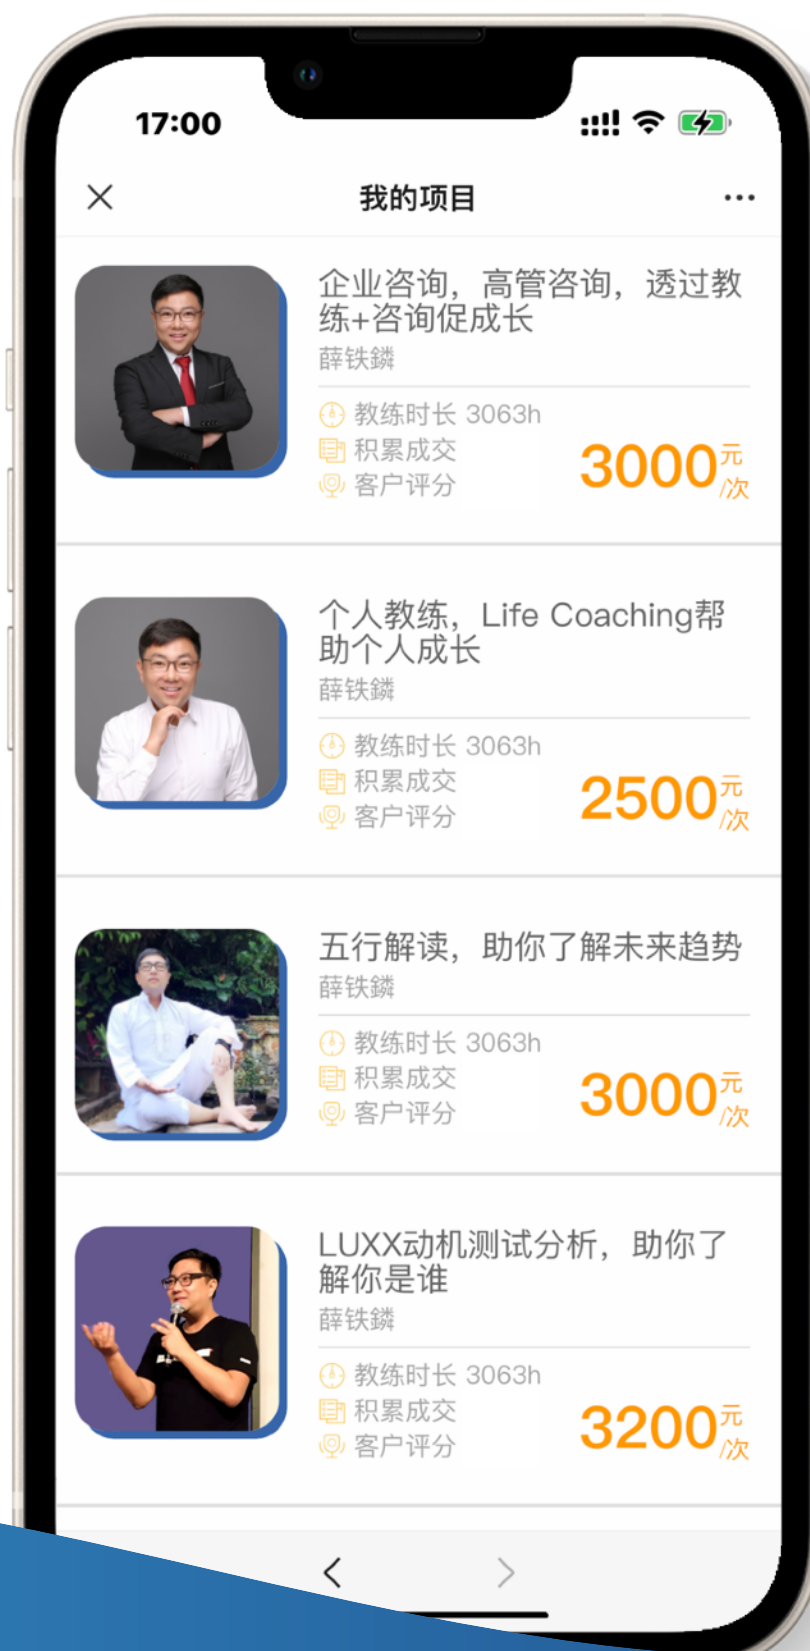 17:00
我的项目
企业咨询，高管咨询，透过教
练+咨询促成长
薛铁鏻
教练时长 3063h
积累成交
客户评分
3000元/次
个人教练，Life Coaching帮
助个人成长
薛铁鏻
教练时长 3063h
积累成交
客户评分
2500元/次
五行解读，助你了解未来趋势
薛铁鏻
教练时长 3063h
积累成交
客户评分
3000元/次
LUXX动机测试分析，助你了
解你是谁
薛铁鏻
教练时长 3063h
积累成交
客户评分
3200元/次